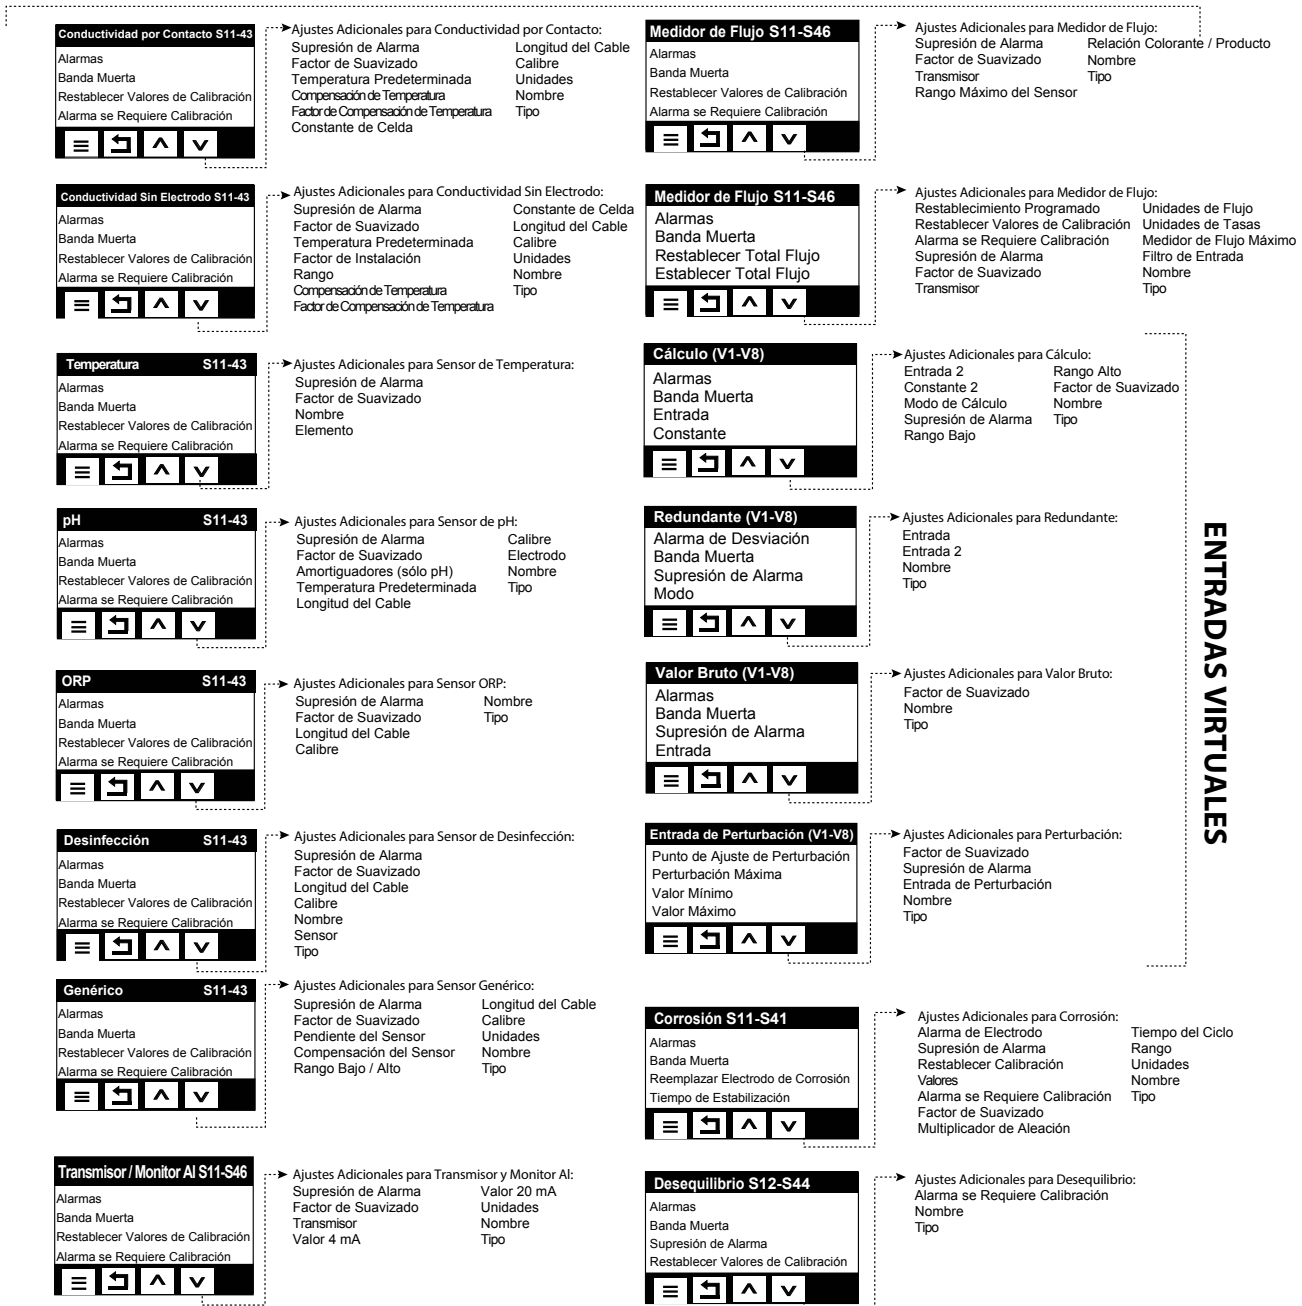 Conductividad por Contacto S11-43
Alarmas
Banda Muerta
Restablecer Valores de Calibración
Alarma se Requiere Calibración
Ajustes Adicionales para Conductividad por Contacto:
Supresión de Alarma
Factor de Suavizado
Temperatura Predeterminada
Compensación de Temperatura
Factor de Compensación de Temperatura
Constante de Celda
Longitud del Cable
Calibre
Unidades
Nombre
Tipo
Conductividad Sin Electrodo S11-43
Alarmas
Banda Muerta
Restablecer Valores de Calibración
Alarma se Requiere Calibración
Ajustes Adicionales para Conductividad Sin Electrodo:
Supresión de Alarma
Factor de Suavizado
Temperatura Predeterminada
Factor de Instalación
Rango
Compensación de Temperatura
Factor de Compensación de Temperatura
Constante de Celda
Longitud del Cable
Calibre
Unidades
Nombre
Tipo
Temperatura S11-43
Alarmas
Banda Muerta
Restablecer Valores de Calibración
Alarma se Requiere Calibración
Ajustes Adicionales para Sensor de Temperatura:
Supresión de Alarma
Factor de Suavizado
Nombre
Elemento
pH S11-43
Alarmas
Banda Muerta
Restablecer Valores de Calibración
Alarma se Requiere Calibración
Ajustes Adicionales para Sensor de pH:
Supresión de Alarma
Factor de Suavizado
Amortiguadores (sólo pH)
Temperatura Predeterminada
Longitud del Cable
Calibre
Electrodo
Nombre
Tipo
ORP S11-43
Alarmas
Banda Muerta
Restablecer Valores de Calibración
Alarma se Requiere Calibración
Ajustes Adicionales para Sensor ORP:
Supresión de Alarma
Factor de Suavizado
Longitud del Cable
Calibre
Nombre
Tipo
Desinfección S11-43
Alarmas
Banda Muerta
Restablecer Valores de Calibración
Alarma se Requiere Calibración
Ajustes Adicionales para Sensor de Desinfección:
Supresión de Alarma
Factor de Suavizado
Longitud del Cable
Calibre
Nombre
Sensor
Tipo
Genérico S11-43
Alarmas
Banda Muerta
Restablecer Valores de Calibración
Alarma se Requiere Calibración
Ajustes Adicionales para Sensor Genérico:
Supresión de Alarma
Factor de Suavizado
Pendiente del Sensor
Compensación del Sensor
Rango Bajo / Alto
Longitud del Cable
Calibre
Unidades
Nombre
Tipo
Transmisor / Monitor AI S11-S46
Alarmas
Banda Muerta
Restablecer Valores de Calibración
Alarma se Requiere Calibración
Ajustes Adicionales para Transmisor y Monitor AI:
Supresión de Alarma
Factor de Suavizado
Transmisor
Valor 4 mA
Valor 20 mA
Unidades
Nombre
Tipo
Medidor de Flujo S11-S46
Alarmas
Banda Muerta
Restablecer Valores de Calibración
Alarma se Requiere Calibración
Ajustes Adicionales para Medidor de Flujo:
Supresión de Alarma
Factor de Suavizado
Transmisor
Rango Máximo del Sensor
Relación Colorante / Producto
Nombre
Tipo
Medidor de Flujo S11-S46
Alarmas
Banda Muerta
Restablecer Total Flujo
Establecer Total Flujo
Ajustes Adicionales para Medidor de Flujo:
Restablecimiento Programado
Restablecer Valores de Calibración
Alarma se Requiere Calibración
Supresión de Alarma
Factor de Suavizado
Transmisor
Unidades de Flujo
Unidades de Tasas
Medidor de Flujo Máximo
Filtro de Entrada
Nombre
Tipo
Cálculo (V1-V8)
Alarmas
Banda Muerta
Entrada
Constante
Ajustes Adicionales para Cálculo:
Entrada 2
Constante 2
Modo de Cálculo
Supresión de Alarma
Rango Bajo
Rango Alto
Factor de Suavizado
Nombre
Tipo
Redundante (V1-V8)
Alarma de Desviación
Banda Muerta
Supresión de Alarma
Modo
Ajustes Adicionales para Redundante:
Entrada
Entrada 2
Nombre
Tipo
Valor Bruto (V1-V8)
Alarmas
Banda Muerta
Supresión de Alarma
Entrada
Ajustes Adicionales para Valor Bruto:
Factor de Suavizado
Nombre
Tipo
Entrada de Perturbación (V1-V8)
Punto de Ajuste de Perturbación
Perturbación Máxima
Valor Mínimo
Valor Máximo
Ajustes Adicionales para Perturbación:
Factor de Suavizado
Supresión de Alarma
Entrada de Perturbación
Nombre
Tipo
ENTRADAS VIRTUALES
Corrosión S11-S41
Alarmas
Banda Muerta
Reemplazar Electrodo de Corrosión
Tiempo de Estabilización
Ajustes Adicionales para Corrosión:
Alarma de Electrodo
Supresión de Alarma
Restablecer Calibración
Valores
Alarma se Requiere Calibración
Factor de Suavizado
Multiplicador de Aleación
Tiempo del Ciclo
Rango
Unidades
Nombre
Tipo
Desequilibrio S12-S44
Alarmas
Banda Muerta
Supresión de Alarma
Restablecer Valores de Calibración
Ajustes Adicionales para Desequilibrio:
Alarma se Requiere Calibración
Nombre
Tipo